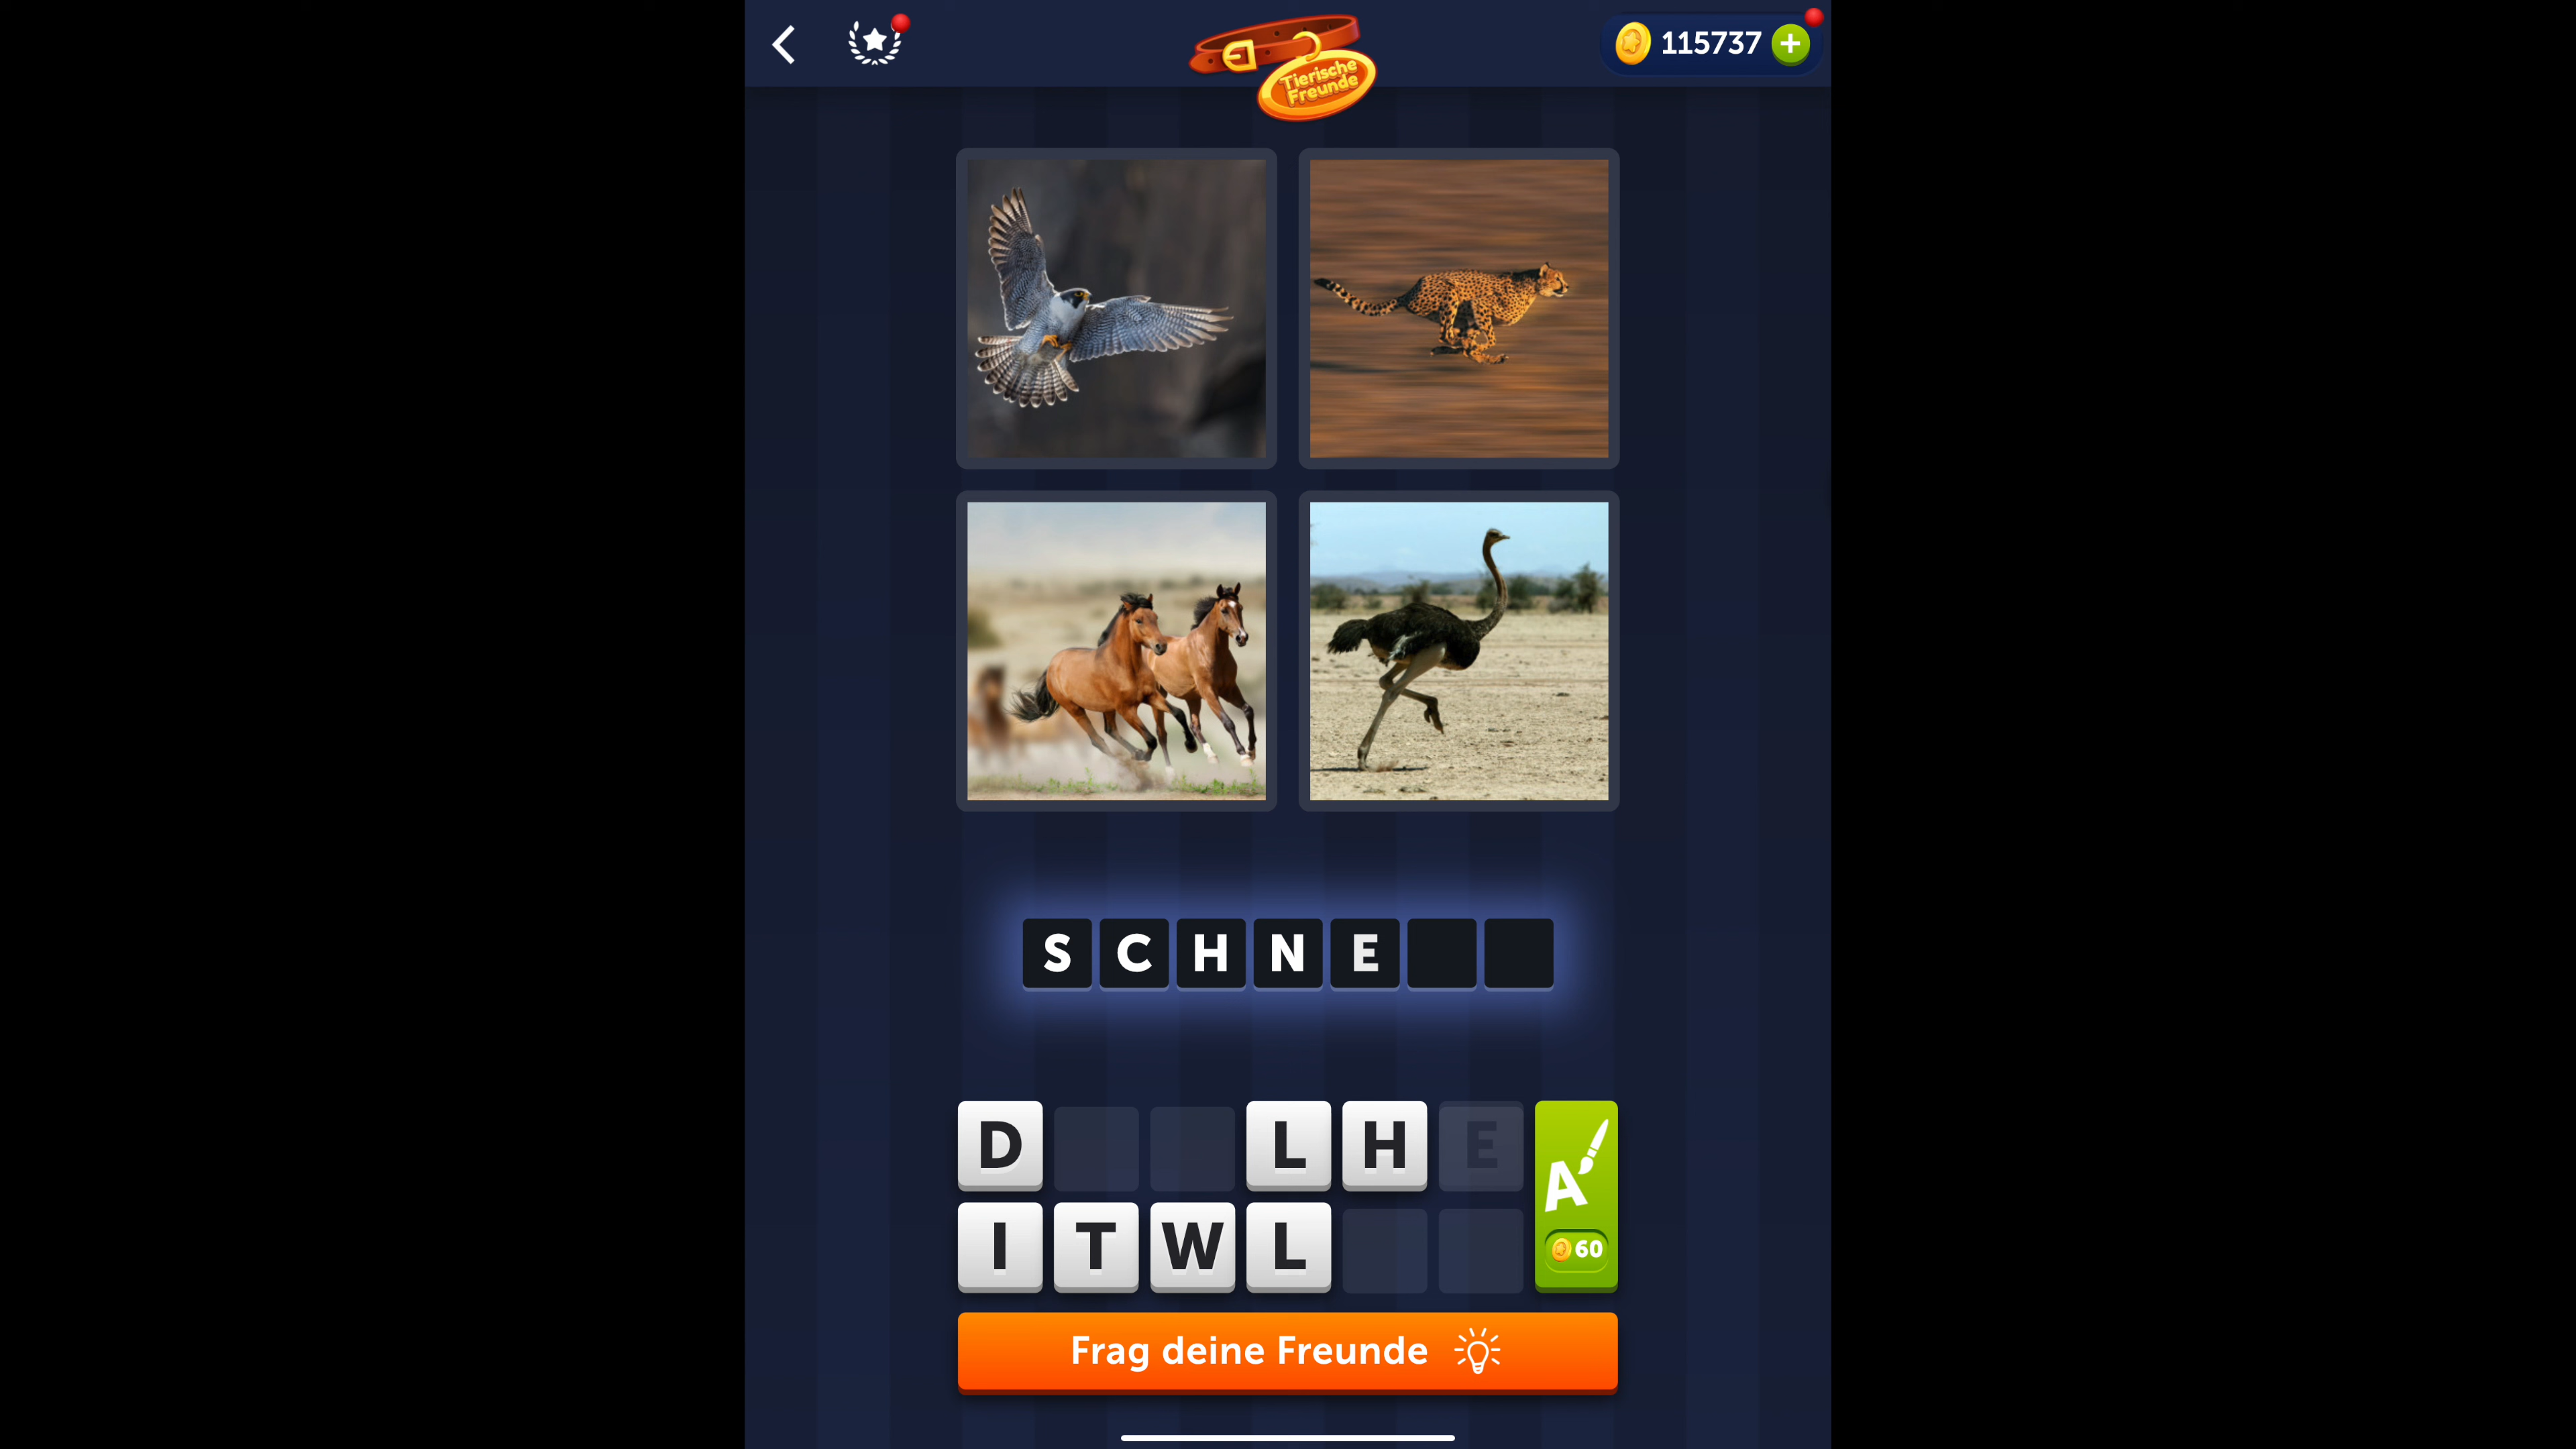 Tierische
Freunde
115737
S C H N E
D L H E
A
I T W L
60
Frag deine Freunde